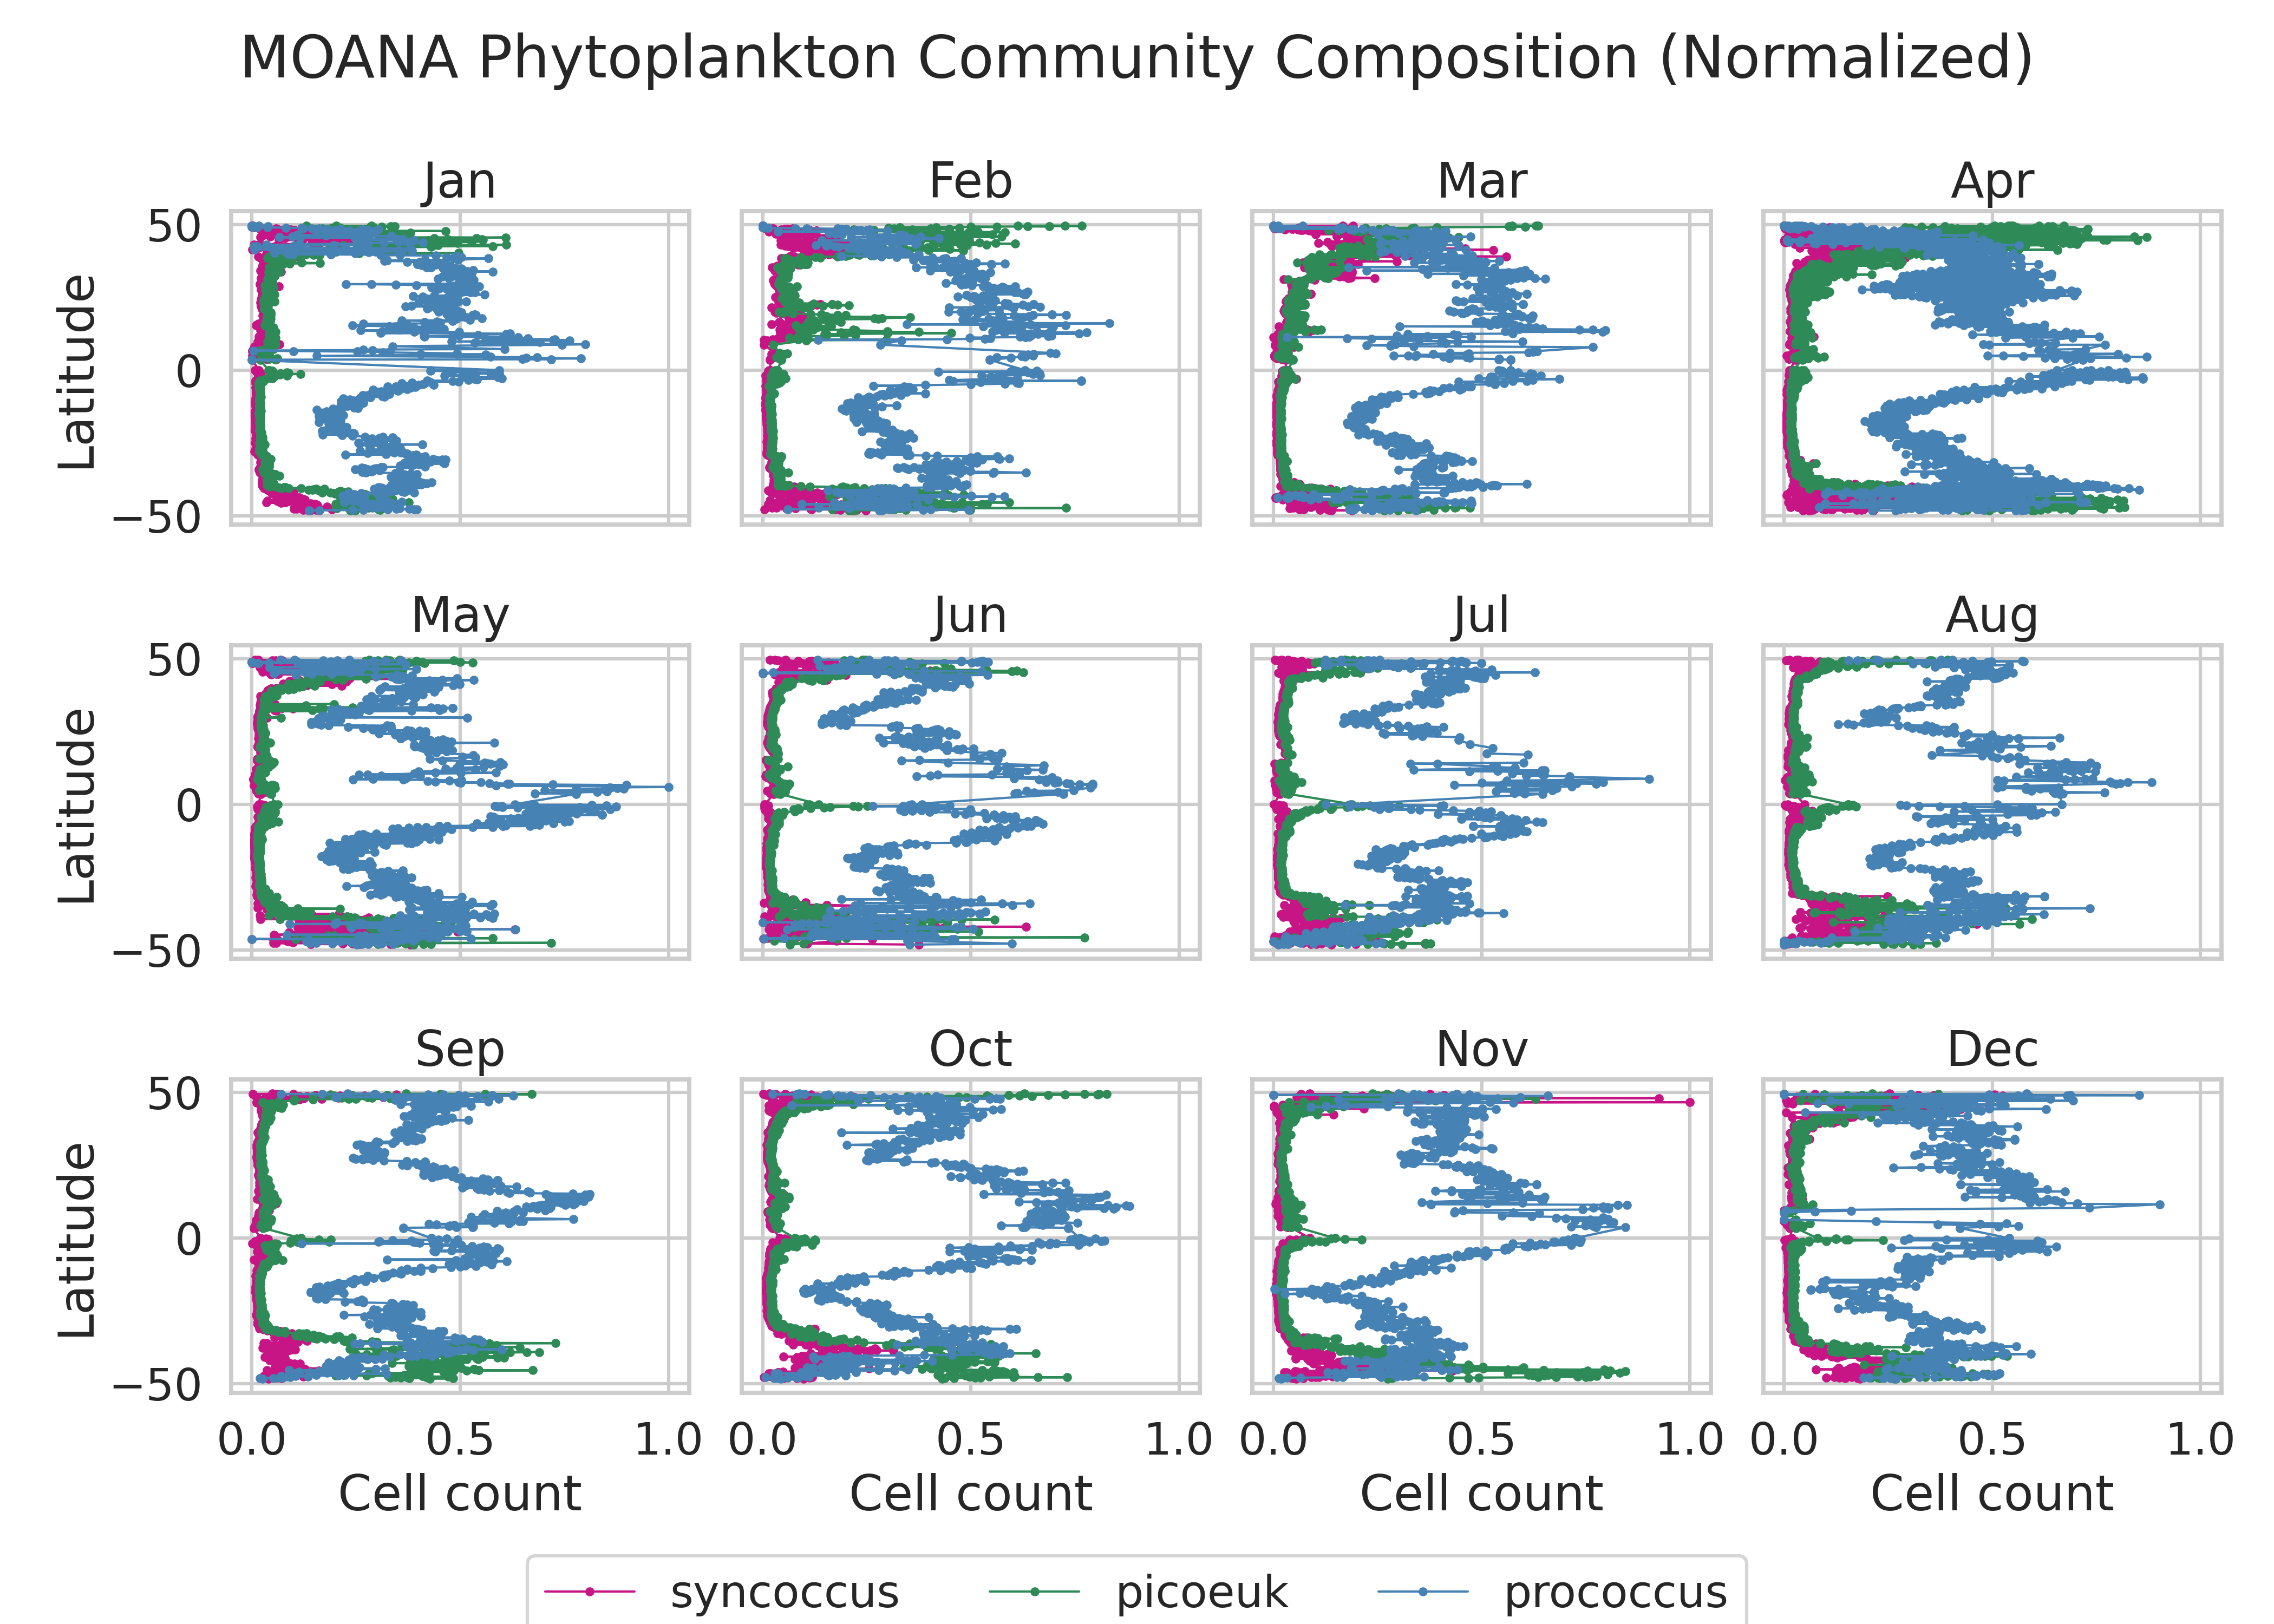 MOANA Phytoplankton Community Composition (Normalized)
Jan Feb Mar Apr
50
0
−50
Latitude
May Jun Jul Aug
50
0
−50
Latitude
Sep Oct Nov Dec
50
0
−50
Latitude
0.0 0.5 1.0 0.0 0.5 1.0 0.0 0.5 1.0 0.0 0.5 1.0
Cell count Cell count Cell count Cell count
syncoccus picoeuk prococcus